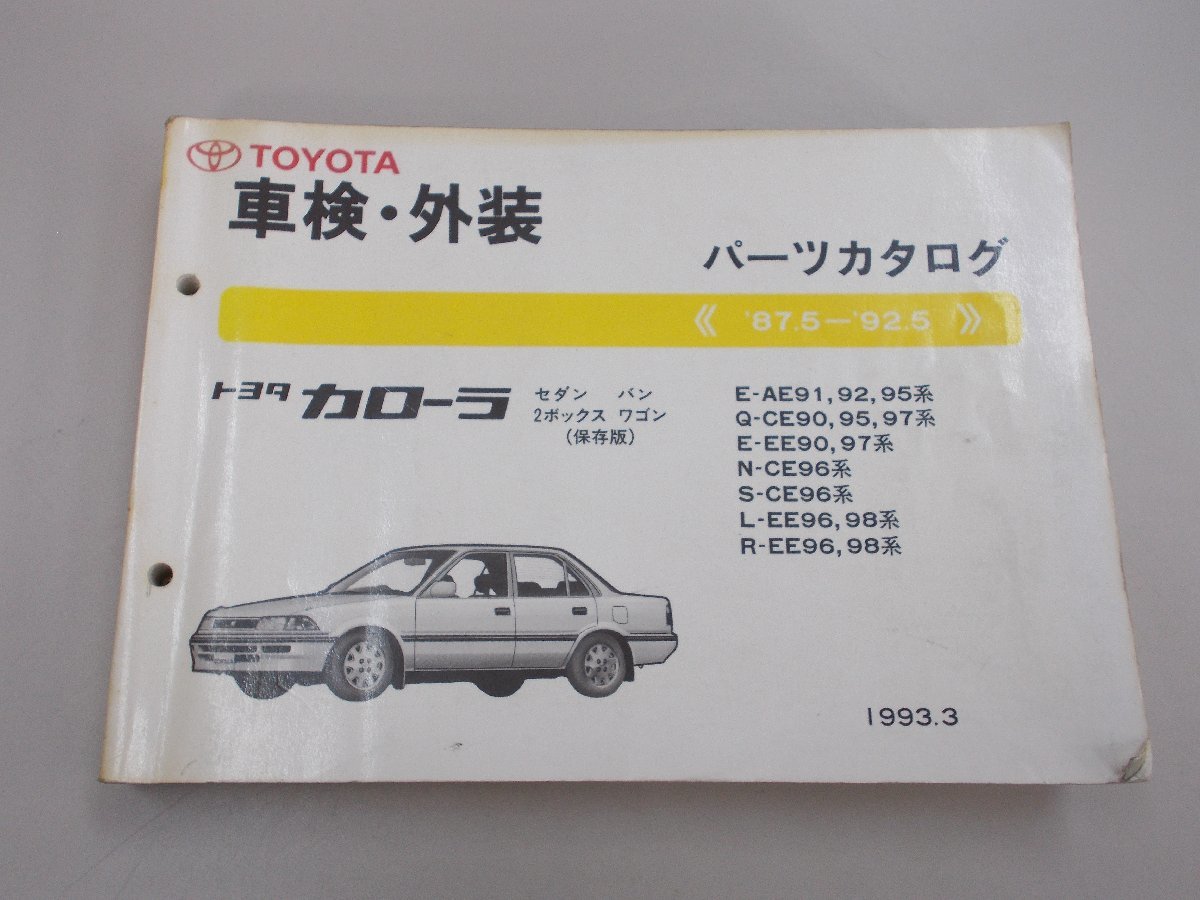 TOYOTA
車検・外装
パーツカタログ
《 '87.5－'92.5 》
トヨタ カローラ
セダン バン
2ボックス ワゴン
(保存版)
E-AE91,92,95系
Q-CE90,95,97系
E-EE90,97系
N-CE96系
S-CE96系
L-EE96,98系
R-EE96,98系
1993.3